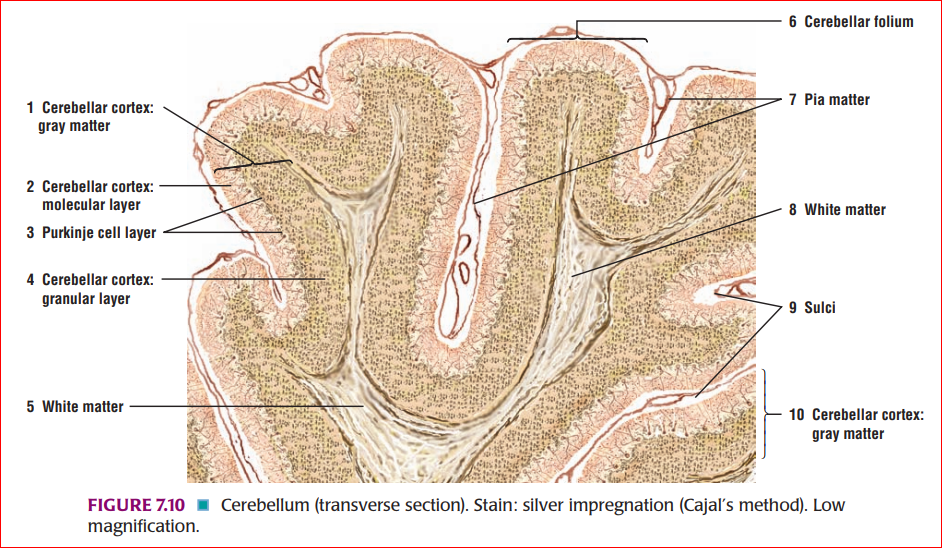 1 Cerebellar cortex:
gray matter
2 Cerebellar cortex:
molecular layer
3 Purkinje cell layer
4 Cerebellar cortex:
granular layer
5 White matter
6 Cerebellar folium
7 Pia matter
8 White matter
9 Sulci
10 Cerebellar cortex:
gray matter
FIGURE 7.10 ■ Cerebellum (transverse section). Stain: silver impregnation (Cajal’s method). Low
magnification.